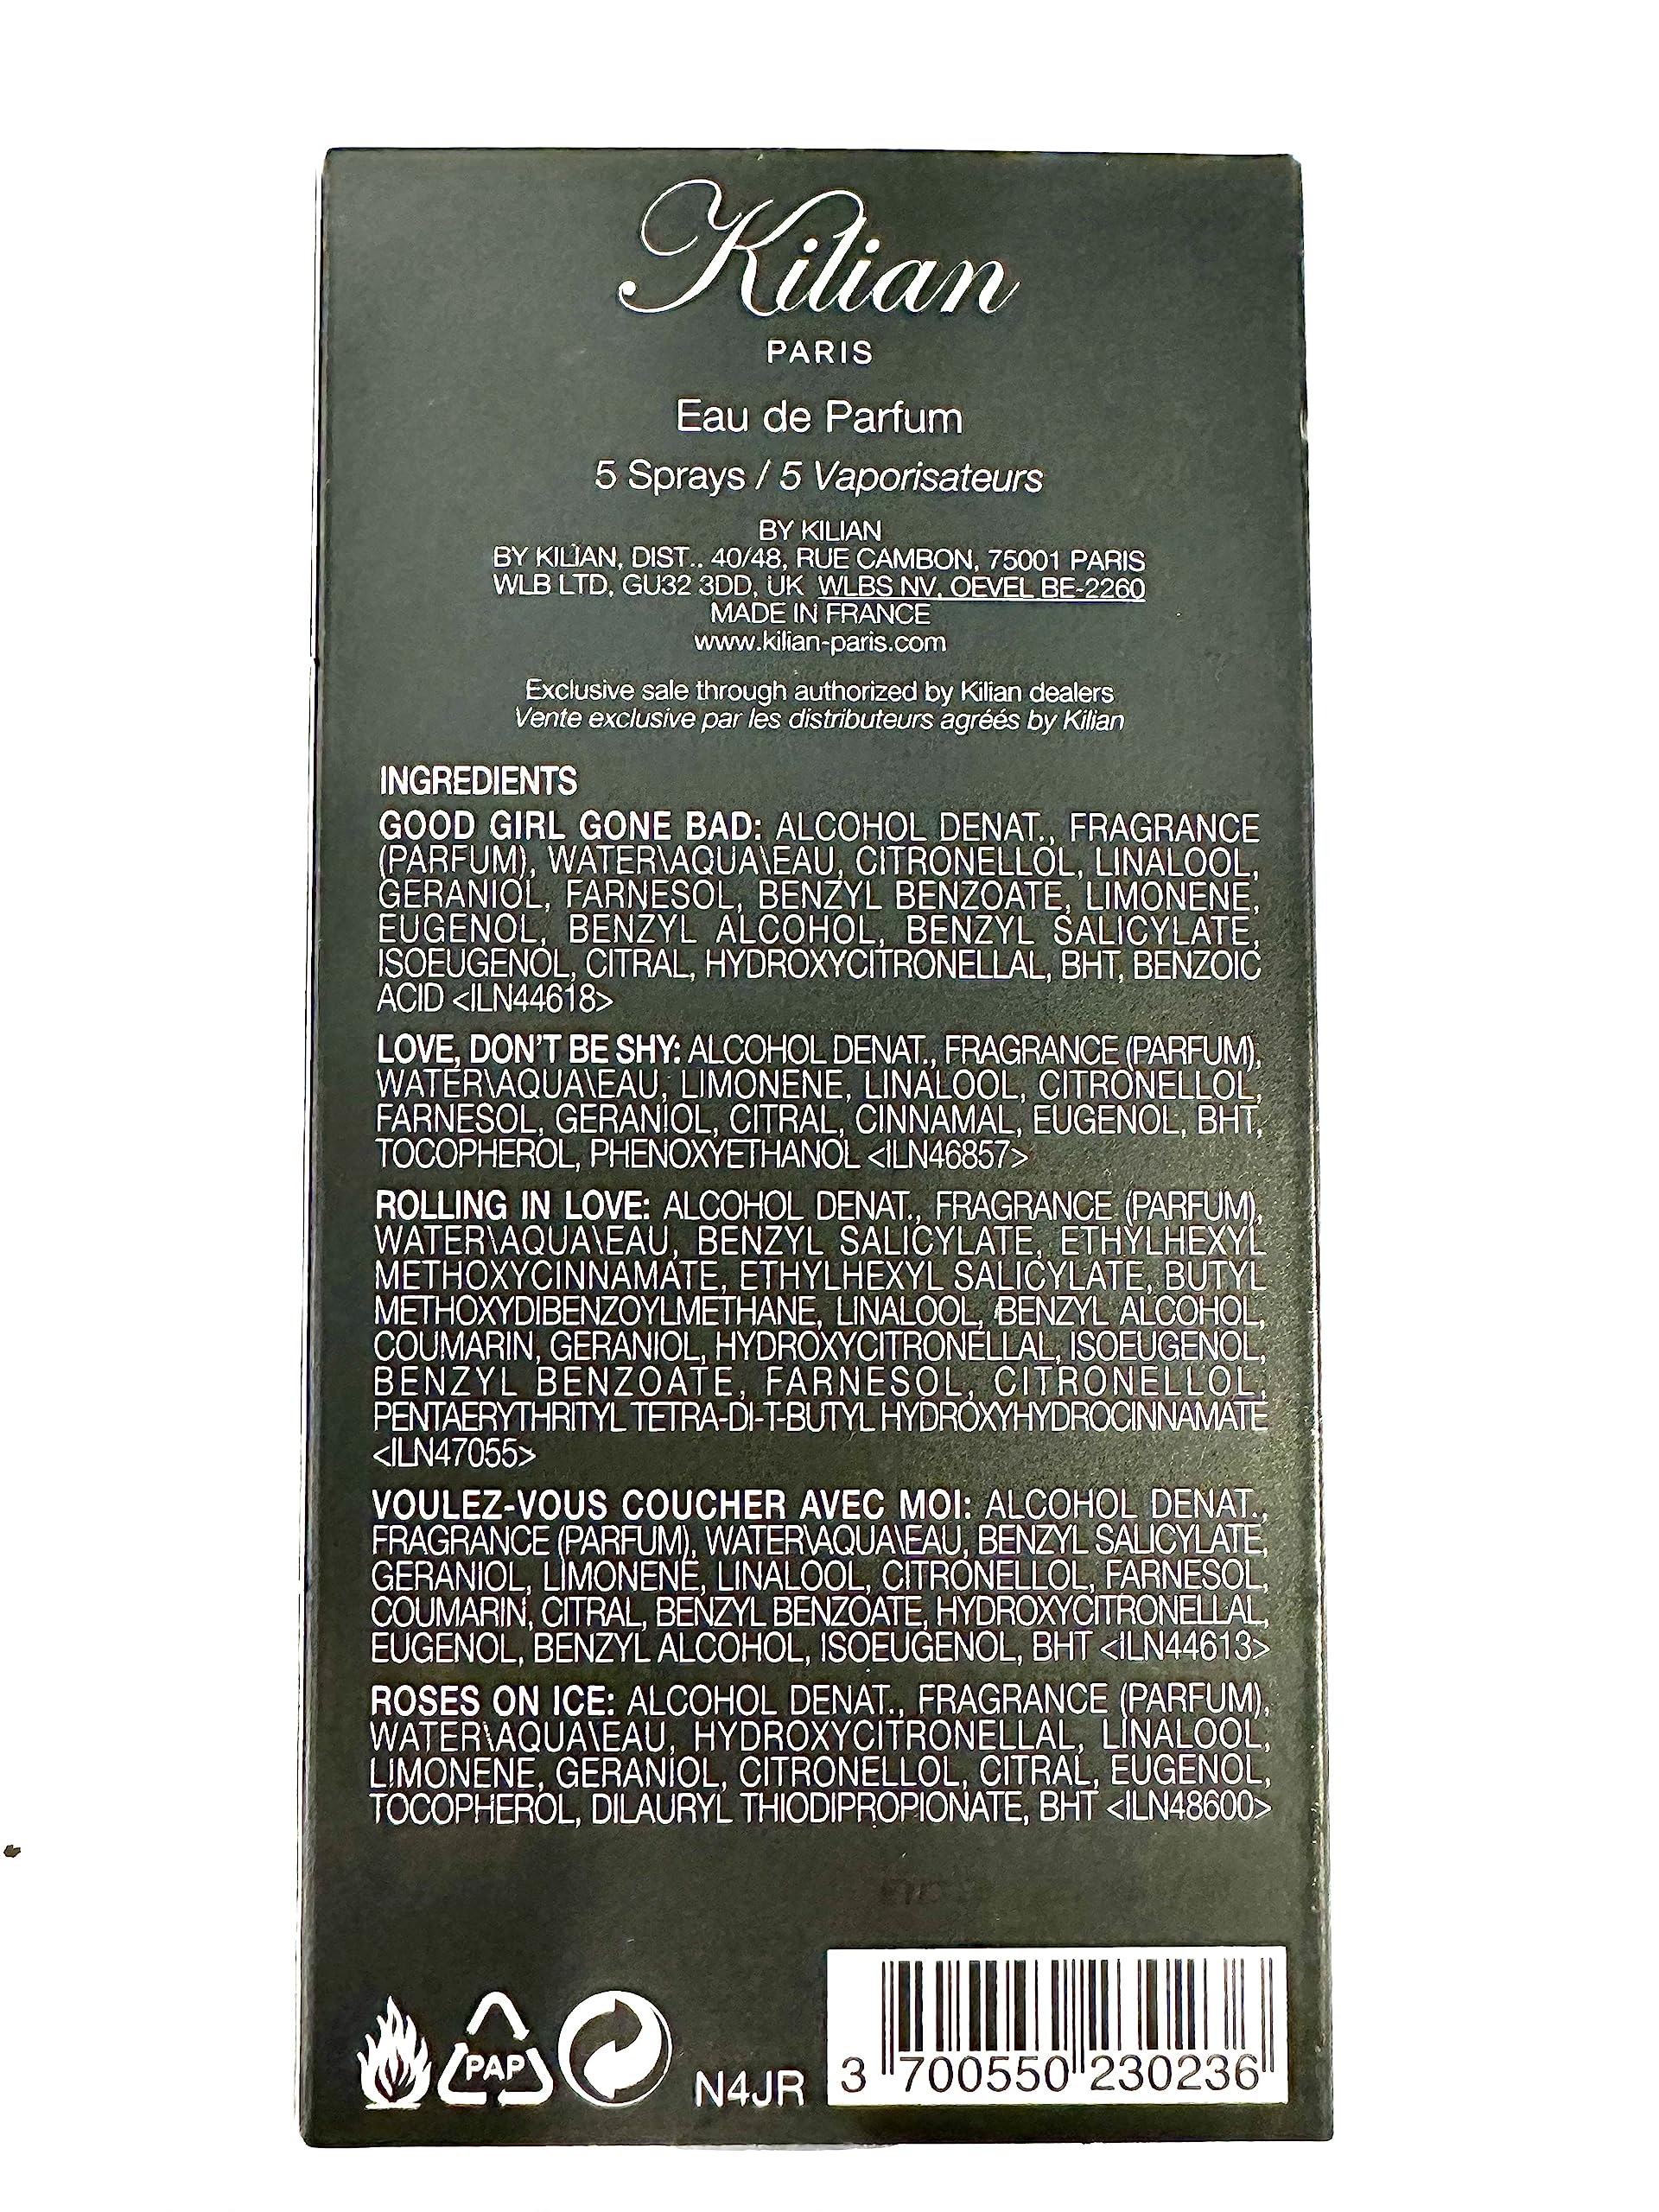 Kilian
PARIS
Eau de Parfum
5 Sprays / 5 Vaporisateurs
BY KILIAN
BY KILIAN, DIST.. 40/48, RUE CAMBON, 75001 PARIS
WLB LTD, GU32 3DD, UK WLBS NV, OEVEL BE-2260
MADE IN FRANCE
www.kilian-paris.com
Exclusive sale through authorized by Kilian dealers
Vente exclusive par les distributeurs agréés by Kilian
INGREDIENTS
GOOD GIRL GONE BAD: ALCOHOL DENAT., FRAGRANCE
(PARFUM), WATER\AQUA\EAU, CITRONELLOL, LINALOOL,
GERANIOL, FARNESOL, BENZYL BENZOATE, LIMONENE,
EUGENOL, BENZYL ALCOHOL, BENZYL SALICYLATE,
ISOEUGENOL, CITRAL, HYDROXYCITRONELLAL, BHT, BENZOIC
ACID <ILN44618>
LOVE, DON'T BE SHY: ALCOHOL DENAT., FRAGRANCE (PARFUM),
WATER\AQUA\EAU, LIMONENE, LINALOOL, CITRONELLOL,
FARNESOL, GERANIOL, CITRAL, CINNAMAL, EUGENOL, BHT,
TOCOPHEROL, PHENOXYETHANOL <ILN46857>
ROLLING IN LOVE: ALCOHOL DENAT., FRAGRANCE (PARFUM),
WATER\AQUA\EAU, BENZYL SALICYLATE, ETHYLHEXYL
METHOXYCINNAMATE, ETHYLHEXYL SALICYLATE, BUTYL
METHOXYDIBENZOYLMETHANE, LINALOOL, BENZYL ALCOHOL,
COUMARIN, GERANIOL, HYDROXYCITRONELLAL, ISOEUGENOL,
BENZYL BENZOATE, FARNESOL, CITRONELLOL,
PENTAERYTHRITYL TETRA-DI-T-BUTYL HYDROXYHYDROCINNAMATE
<ILN47055>
VOULEZ-VOUS COUCHER AVEC MOI: ALCOHOL DENAT.,
FRAGRANCE (PARFUM), WATER\AQUA\EAU, BENZYL SALICYLATE,
GERANIOL, LIMONENE, LINALOOL, CITRONELLOL, FARNESOL,
COUMARIN, CITRAL, BENZYL BENZOATE, HYDROXYCITRONELLAL,
EUGENOL, BENZYL ALCOHOL, ISOEUGENOL, BHT <ILN44613>
ROSES ON ICE: ALCOHOL DENAT., FRAGRANCE (PARFUM),
WATER\AQUA\EAU, HYDROXYCITRONELLAL, LINALOOL,
LIMONENE, GERANIOL, CITRONELLOL, CITRAL, EUGENOL,
TOCOPHEROL, DILAURYL THIODIPROPIONATE, BHT <ILN48600>
PAP
N4JR
3 700550 230236